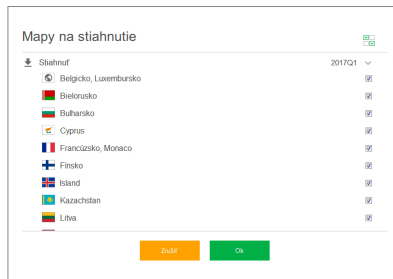 Mapy na stiahnutie
Stiahnuť 2017Q1
Belgicko, Luxembursko
Bielorusko
Bulharsko
Cyprus
Francúzsko, Monaco
Fínsko
Island
Kazachstan
Litva
Zrušiť Ok